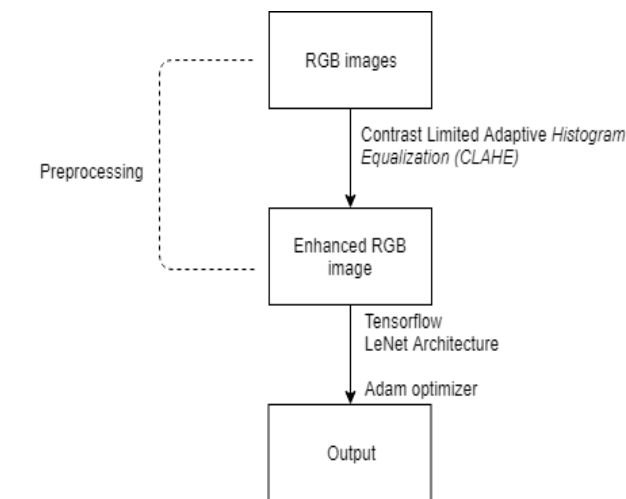 RGB images
Contrast Limited Adaptive Histogram
Equalization (CLAHE)
Preprocessing
Enhanced RGB
image
Tensorflow
LeNet Architecture
Adam optimizer
Output